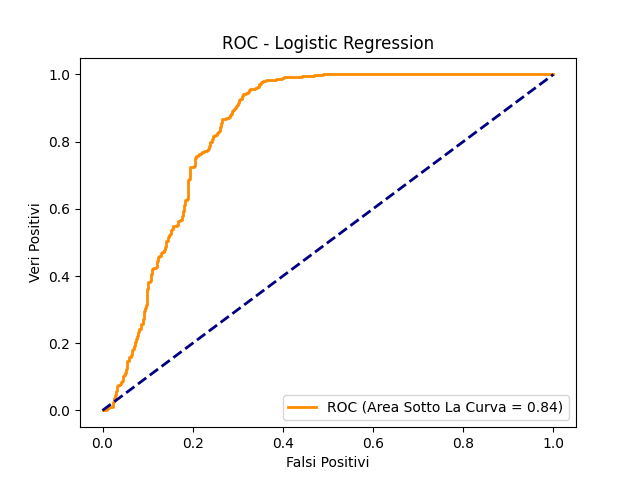 ROC - Logistic Regression
Veri Positivi
1.0
0.8
0.6
0.4
0.2
0.0
ROC (Area Sotto La Curva = 0.84)
0.0 0.2 0.4 0.6 0.8 1.0
Falsi Positivi